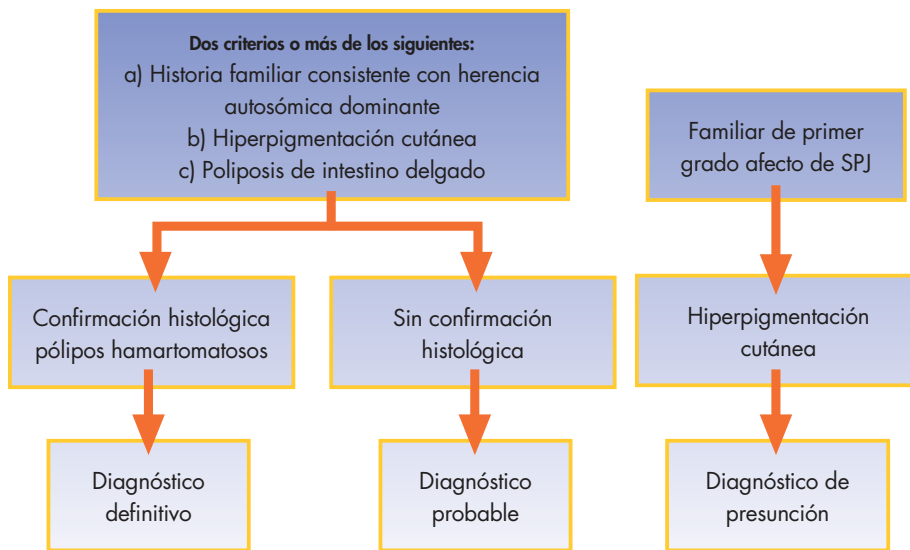 Dos criterios o más de los siguientes:
a) Historia familiar consistente con herencia
autosómica dominante
b) Hiperpigmentación cutánea
c) Poliposis de intestino delgado
Familiar de primer
grado afecto de SPJ
Confirmación histológica
pólipos hamartomatosos
Sin confirmación
histológica
Hiperpigmentación
cutánea
Diagnóstico
definitivo
Diagnóstico
probable
Diagnóstico de
presunción